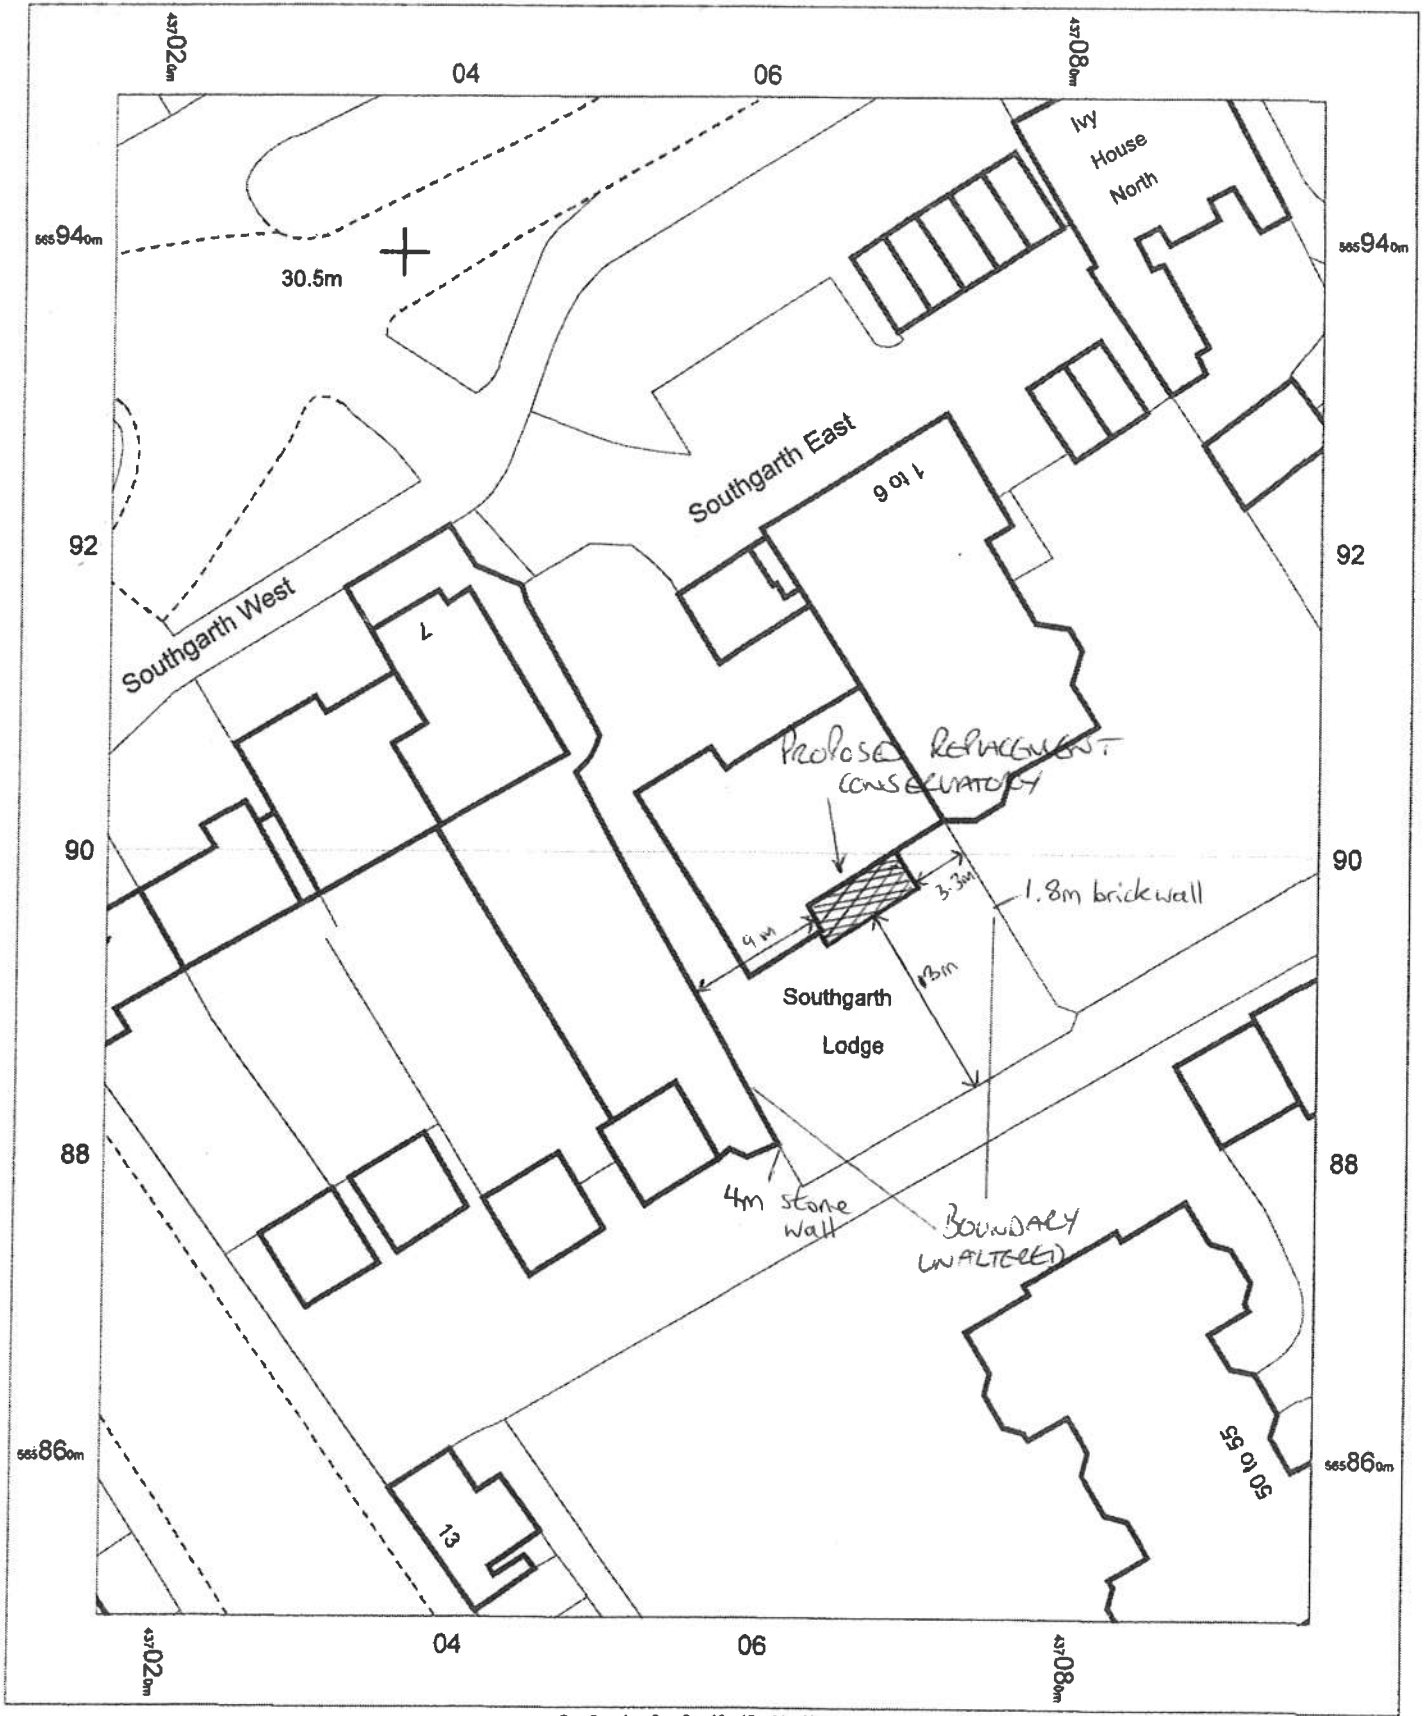 437020m
04
06
437080m
Ivy
House
North
565940m
565940m
30.5m
Southgarth East
1 to 6
92
92
Southgarth West
7
PROPOSED REPLACEMENT
CONSERVATORY
90
90
3.3m
1.8m brickwall
9m
13m
Southgarth
Lodge
88
88
4m stone
wall
BOUNDARY
UNALTERED
565860m
565860m
50 to 55
13
437020m
04
06
437080m